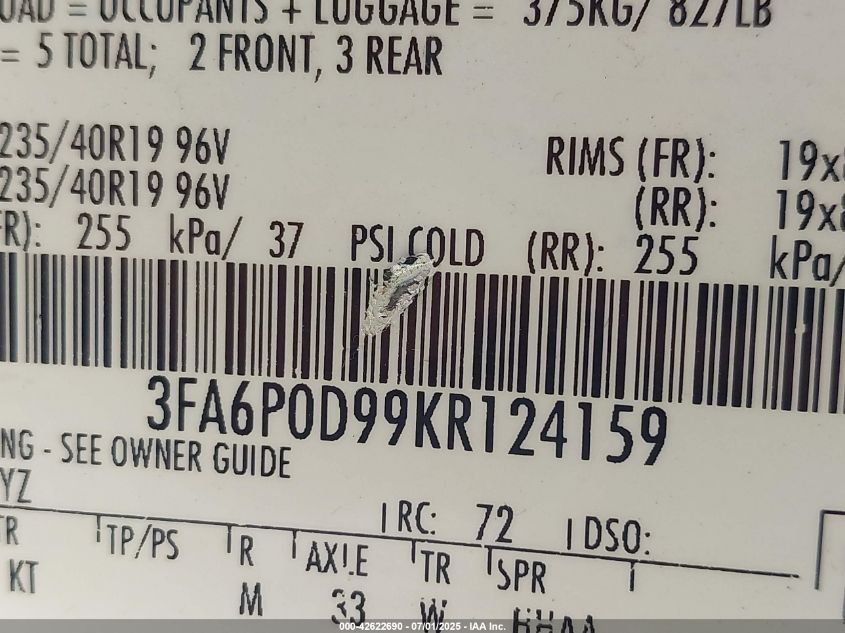 OAD = OCCUPANTS + LUGGAGE = 375KG/ 827LB
= 5 TOTAL; 2 FRONT, 3 REAR
235/40R19 96V RIMS (FR): 19x
235/40R19 96V (RR): 19x
FR): 255 kPa/ 37 PSI COLD (RR): 255 kPa/
3FA6P0D99KR124159
NG - SEE OWNER GUIDE
YZ
RC: 72 DSO:
TR TP/PS R AXLE TR SPR
KT M 33 W HHAA
000-42622690 - 07/01/2025 - IAA Inc.